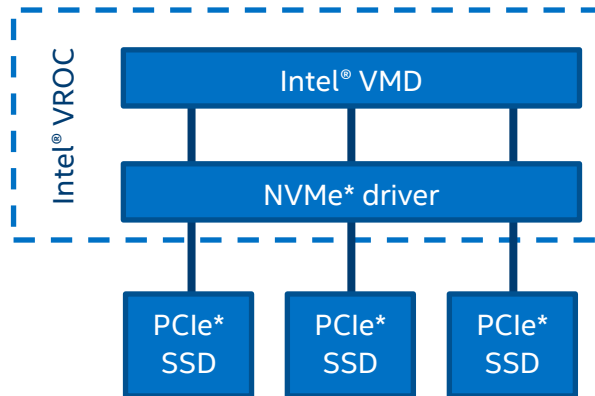 Intel® VROC
Intel® VMD
NVMe* driver
PCIe*
SSD
PCIe*
SSD
PCIe*
SSD